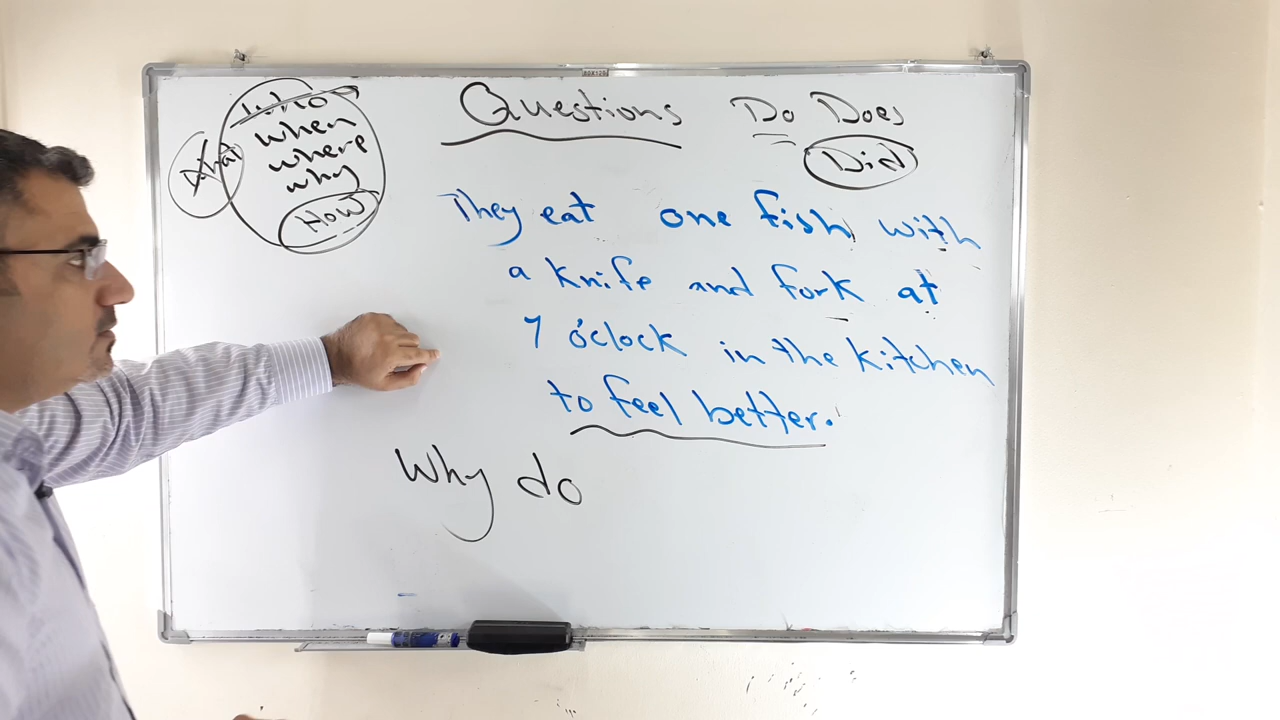 Who
when
What
where
why
How
Questions Do Does
Did
They eat one fish with
a knife and fork at
7 o'clock in the kitchen
to feel better.
Why do